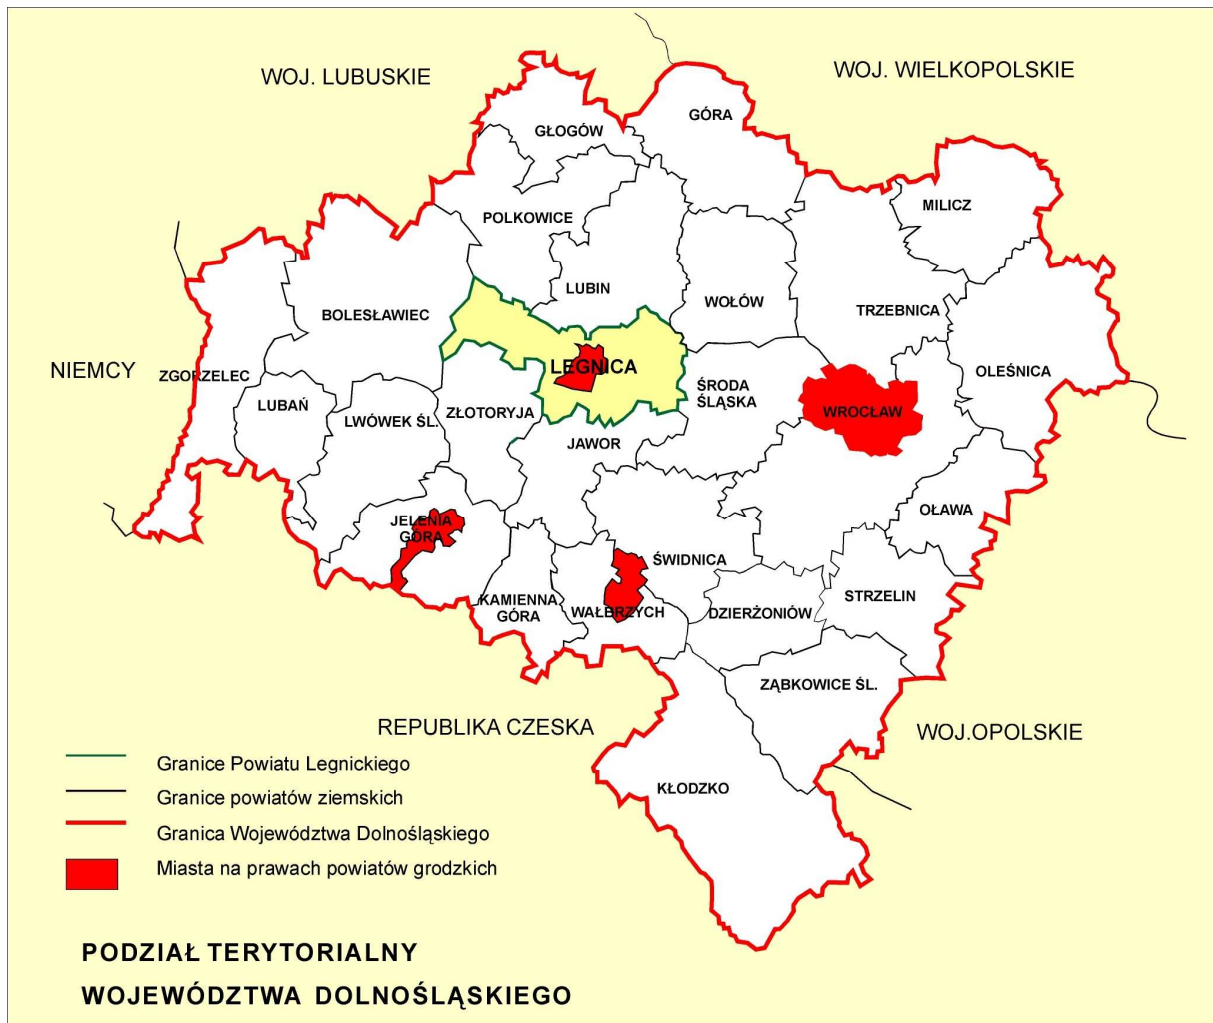 WOJ. LUBUSKIE
WOJ. WIELKOPOLSKIE
GÓRA
GŁOGÓW
MILICZ
POLKOWICE
LUBIN
WOŁÓW
TRZEBNICA
BOLESŁAWIEC
NIEMCY
ZGORZELEC
LEGNICA
OLEŚNICA
ŚRODA
ŚLĄSKA
LUBAŃ
LWÓWEK ŚL.
ZŁOTORYJA
WROCŁAW
JAWOR
OŁAWA
JELENIA
GÓRA
ŚWIDNICA
STRZELIN
KAMIENNA
GÓRA
WAŁBRZYCH
DZIERŻONIÓW
ZĄBKOWICE ŚL.
REPUBLIKA CZESKA
WOJ.OPOLSKIE
KŁODZKO
Granice Powiatu Legnickiego
Granice powiatów ziemskich
Granica Województwa Dolnośląskiego
Miasta na prawach powiatów grodzkich
PODZIAŁ TERYTORIALNY
WOJEWÓDZTWA DOLNOŚLĄSKIEGO